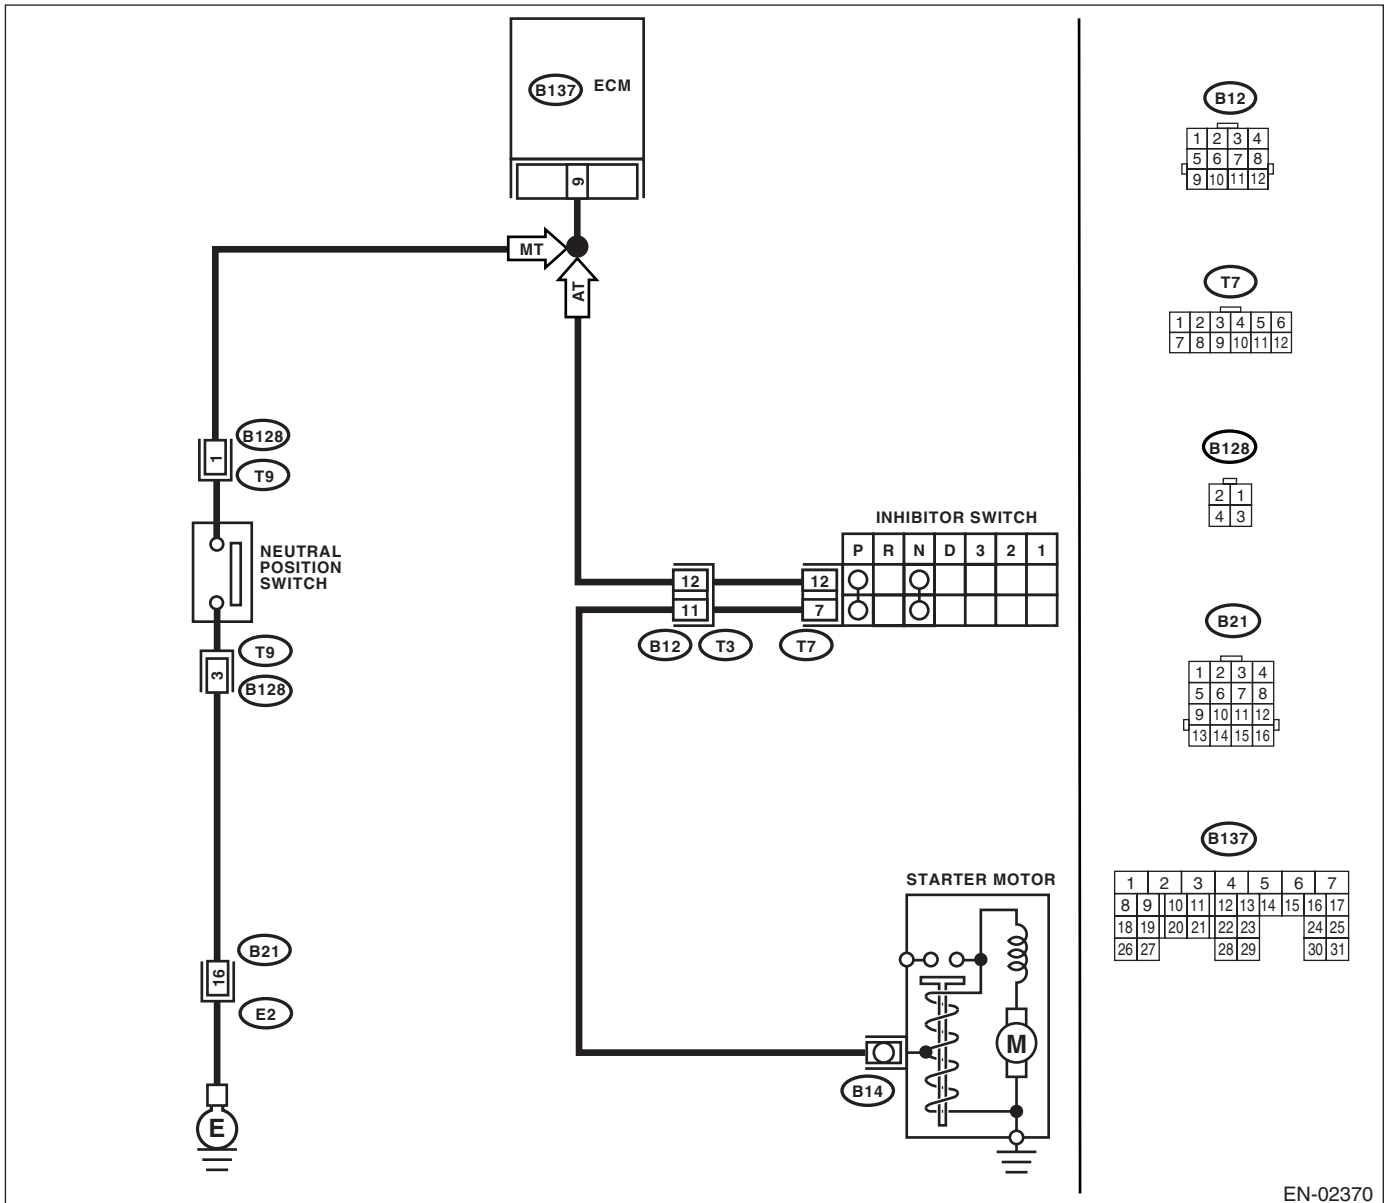 B137 ECM
9
MT
AT
B128
1
T9
NEUTRAL
POSITION
SWITCH
T9
3
B128
B21
16
E2
E
INHIBITOR SWITCH
P R N D 3 2 1
12 12
11 7
B12 T3 T7
STARTER MOTOR
M
B14
B12
1 2 3 4
5 6 7 8
9 10 11 12
T7
1 2 3 4 5 6
7 8 9 10 11 12
B128
2 1
4 3
B21
1 2 3 4
5 6 7 8
9 10 11 12
13 14 15 16
B137
1 2 3 4 5 6 7
8 9 10 11 12 13 14 15 16 17
18 19 20 21 22 23 24 25
26 27 28 29 30 31
EN-02370